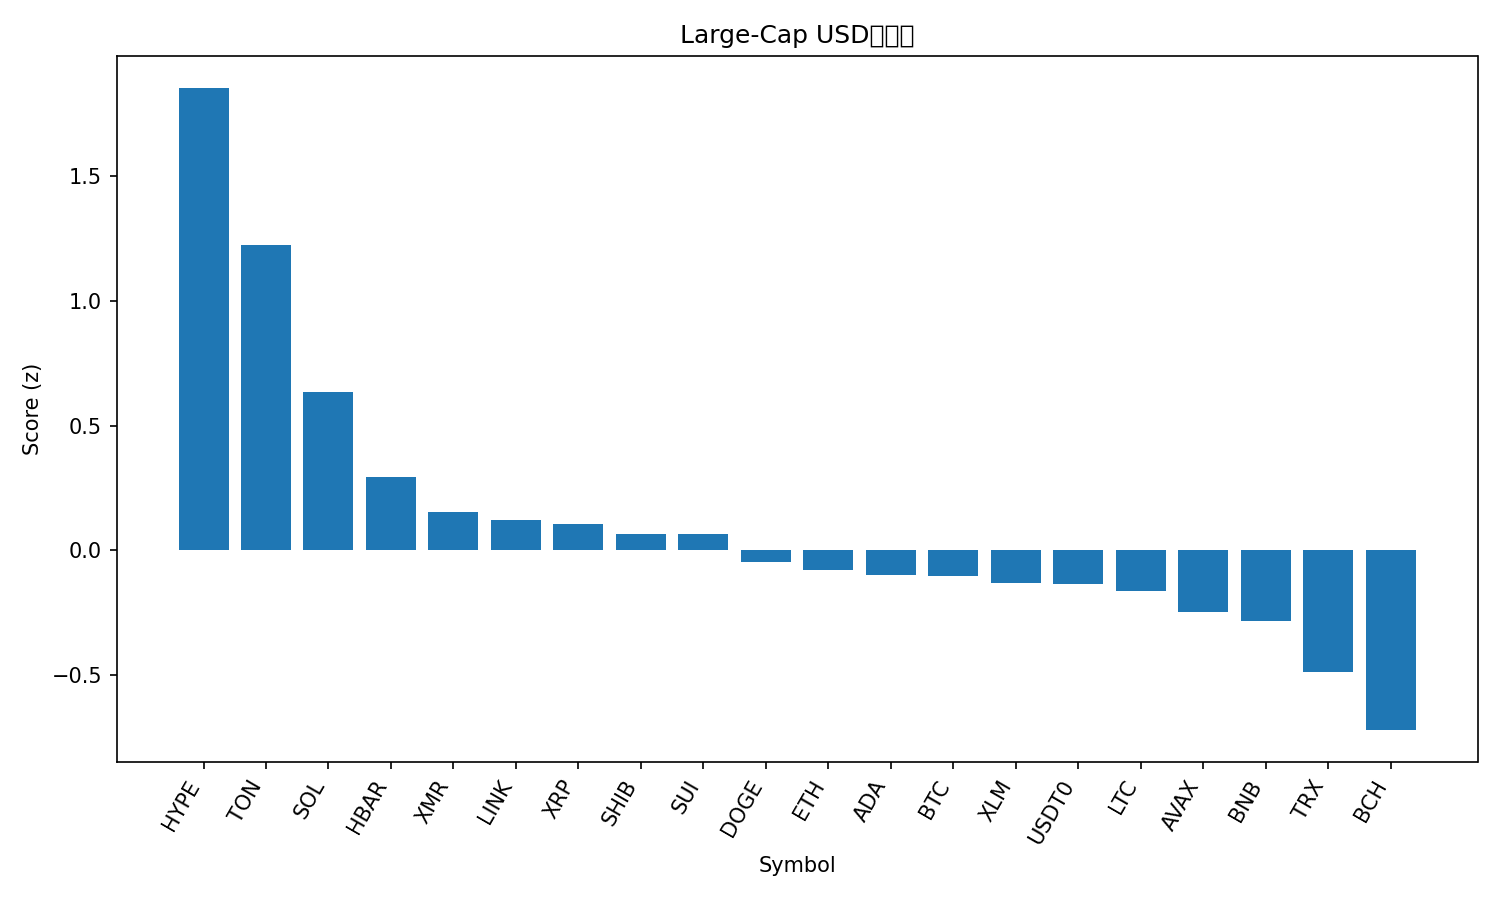 Large-Cap USD
1.5
1.0
0.5
0.0
−0.5
Score (z)
HYPE
TON
SOL
HBAR
XMR
LINK
XRP
SHIB
SUI
DOGE
ETH
ADA
BTC
XLM
USDT0
LTC
AVAX
BNB
TRX
BCH
Symbol